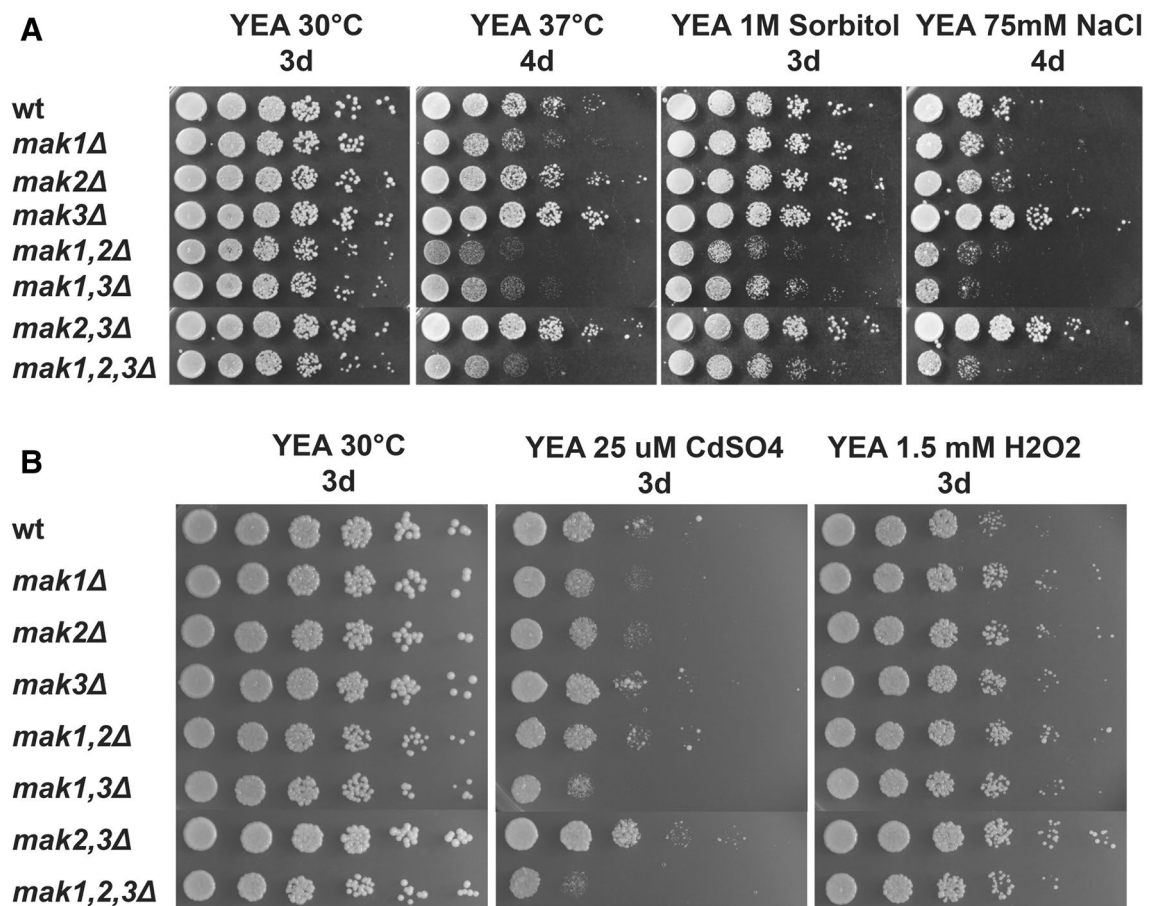 A
YEA 30°C
3d
YEA 37°C
4d
YEA 1M Sorbitol
3d
YEA 75mM NaCl
4d
wt
mak1Δ
mak2Δ
mak3Δ
mak1,2Δ
mak1,3Δ
mak2,3Δ
mak1,2,3Δ
B
YEA 30°C
3d
YEA 25 uM CdSO4
3d
YEA 1.5 mM H2O2
3d
wt
mak1Δ
mak2Δ
mak3Δ
mak1,2Δ
mak1,3Δ
mak2,3Δ
mak1,2,3Δ